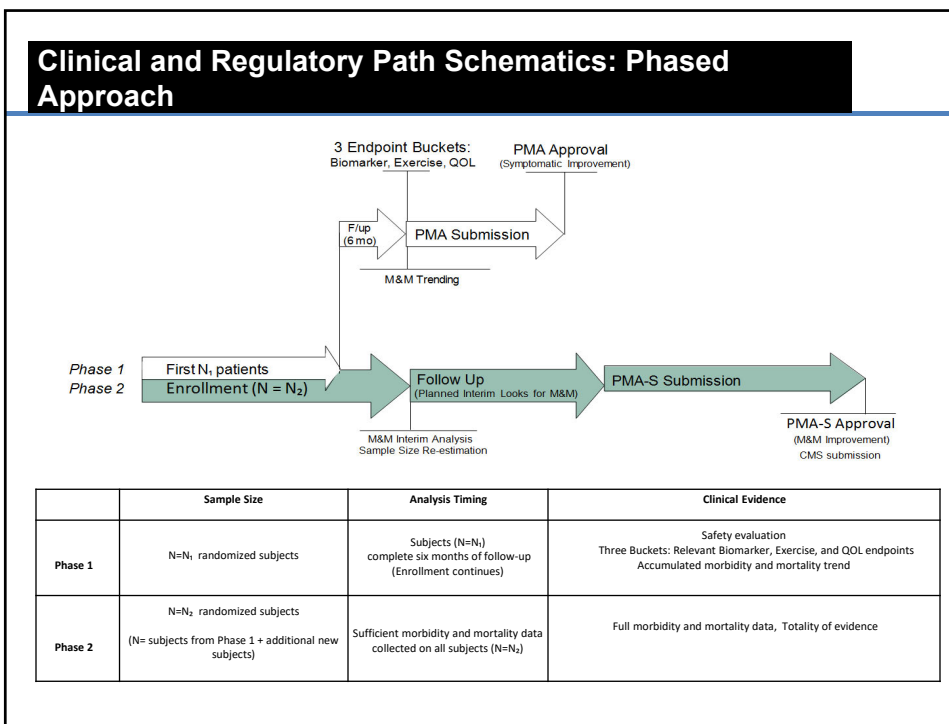 Clinical and Regulatory Path Schematics: Phased
Approach
3 Endpoint Buckets:
Biomarker, Exercise, QOL
PMA Approval
(Symptomatic Improvement)
F/up
(6 mo)
PMA Submission
M&M Trending
Phase 1
First N₁ patients
Phase 2
Enrollment (N = N₂)
Follow Up
(Planned Interim Looks for M&M)
PMA-S Submission
M&M Interim Analysis
Sample Size Re-estimation
PMA-S Approval
(M&M Improvement)
CMS submission
Sample Size
Analysis Timing
Clinical Evidence
Phase 1
N=N₁ randomized subjects
Subjects (N=N₁)
complete six months of follow-up
(Enrollment continues)
Safety evaluation
Three Buckets: Relevant Biomarker, Exercise, and QOL endpoints
Accumulated morbidity and mortality trend
Phase 2
N=N₂ randomized subjects
(N= subjects from Phase 1 + additional new
subjects)
Sufficient morbidity and mortality data
collected on all subjects (N=N₂)
Full morbidity and mortality data, Totality of evidence